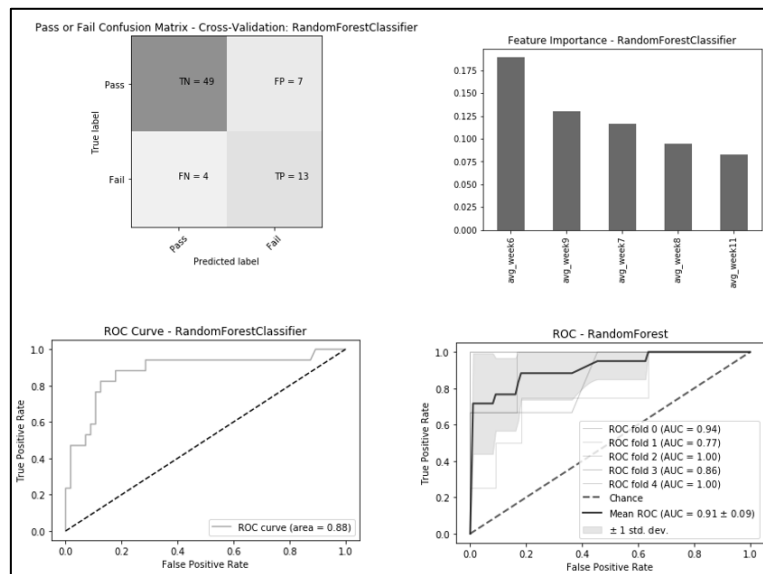 Pass or Fail Confusion Matrix - Cross-Validation: RandomForestClassifier
True label
Pass
Fail
TN = 49
FP = 7
FN = 4
TP = 13
Pass
Fail
Predicted label
Feature Importance - RandomForestClassifier
0.175
0.150
0.125
0.100
0.075
0.050
0.025
0.000
avg_week6
avg_week9
avg_week7
avg_week8
avg_week11
ROC Curve - RandomForestClassifier
True Positive Rate
1.0
0.8
0.6
0.4
0.2
0.0
ROC curve (area = 0.88)
0.0
0.2
0.4
0.6
0.8
1.0
False Positive Rate
ROC - RandomForest
True Positive Rate
1.0
0.8
0.6
0.4
0.2
0.0
ROC fold 0 (AUC = 0.94)
ROC fold 1 (AUC = 0.77)
ROC fold 2 (AUC = 1.00)
ROC fold 3 (AUC = 0.86)
ROC fold 4 (AUC = 1.00)
Chance
Mean ROC (AUC = 0.91 ± 0.09)
± 1 std. dev.
0.0
0.2
0.4
0.6
0.8
1.0
False Positive Rate